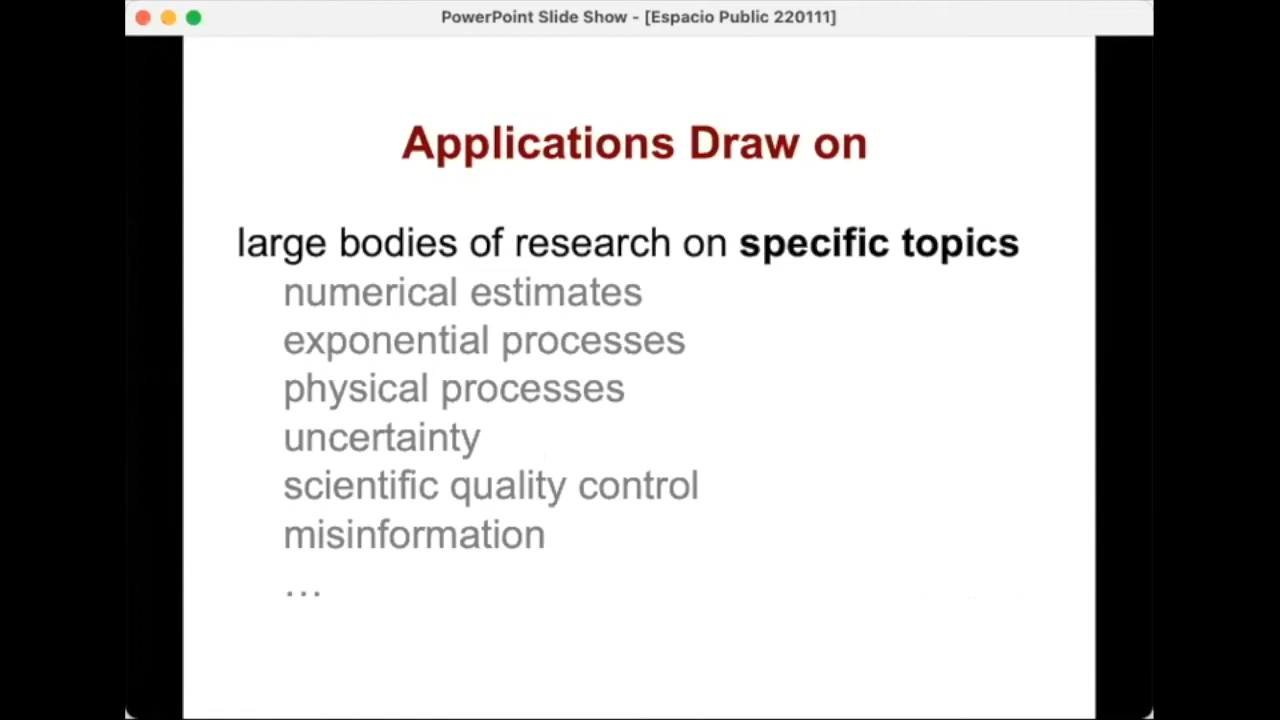 PowerPoint Slide Show - [Espacio Public 220111]
Applications Draw on
large bodies of research on specific topics
numerical estimates
exponential processes
physical processes
uncertainty
scientific quality control
misinformation
…